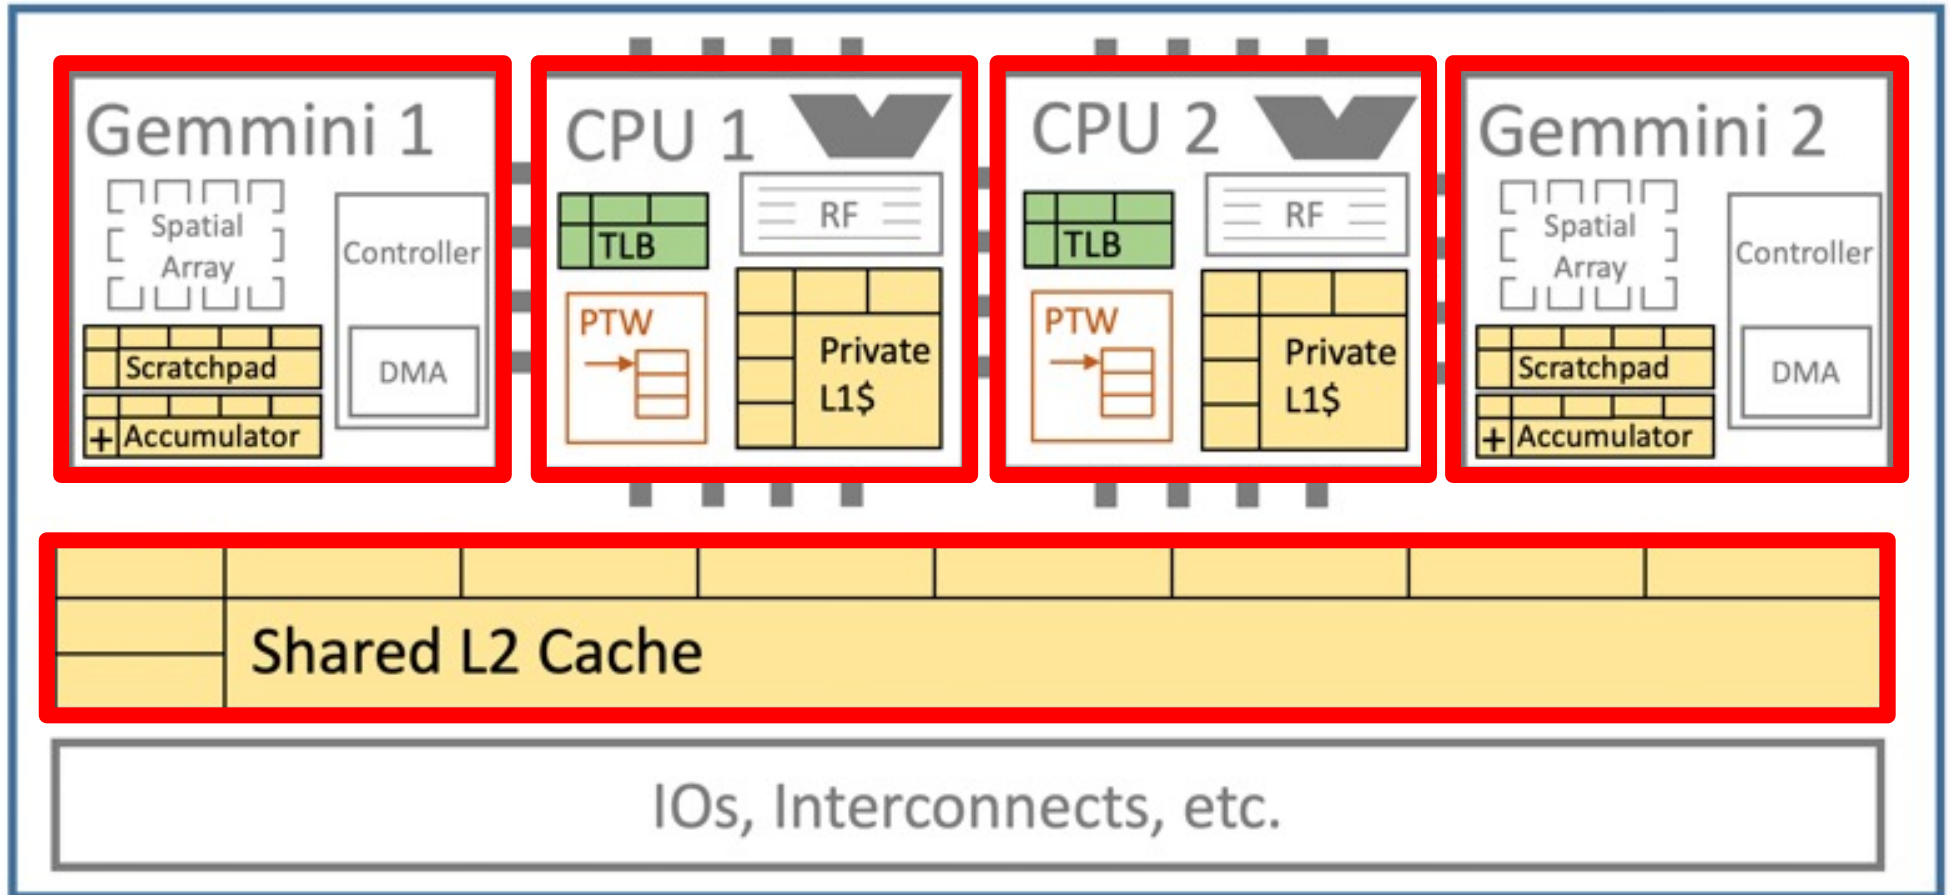 Gemmini 1
Spatial
Array
Controller
DMA
Scratchpad
+ Accumulator
CPU 1
RF
TLB
PTW
Private
L1$
CPU 2
RF
TLB
PTW
Private
L1$
Gemmini 2
Spatial
Array
Controller
DMA
Scratchpad
+ Accumulator
Shared L2 Cache
IOs, Interconnects, etc.